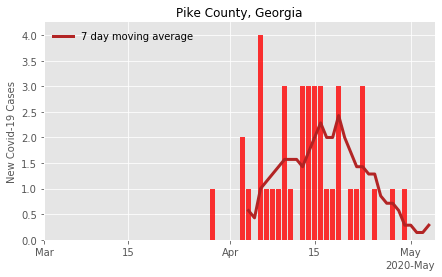 Pike County, Georgia
7 day moving average
New Covid-19 Cases
4.0
3.5
3.0
2.5
2.0
1.5
1.0
0.5
0.0
Mar 15 Apr 15 May
2020-May